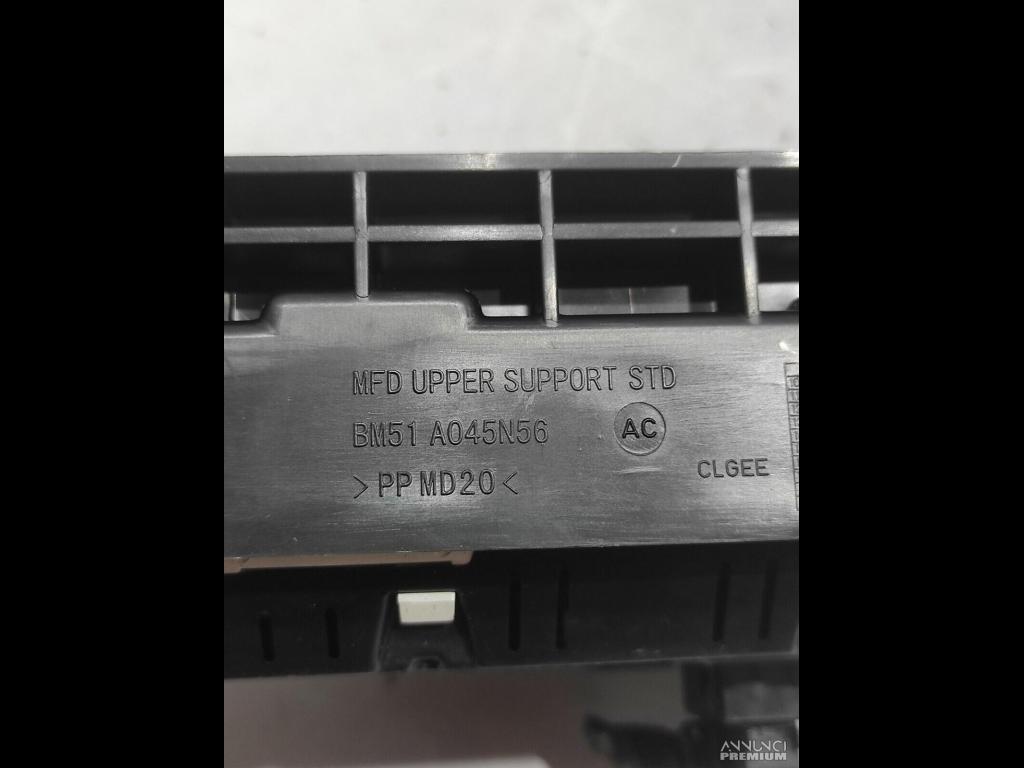 MFD UPPER SUPPORT STD
BM51 A045N56 AC
>PP MD20<
CLGEE
ANNUNCI
PREMIUM